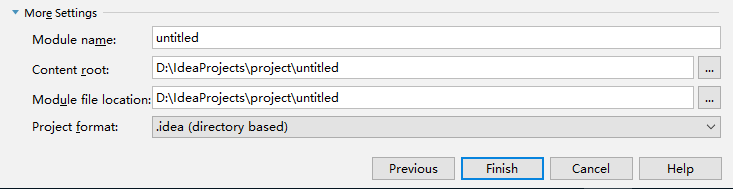 More Settings
Module name: untitled
Content root: D:\IdeaProjects\project\untitled ...
Module file location: D:\IdeaProjects\project\untitled ...
Project format: .idea (directory based)
Previous Finish Cancel Help